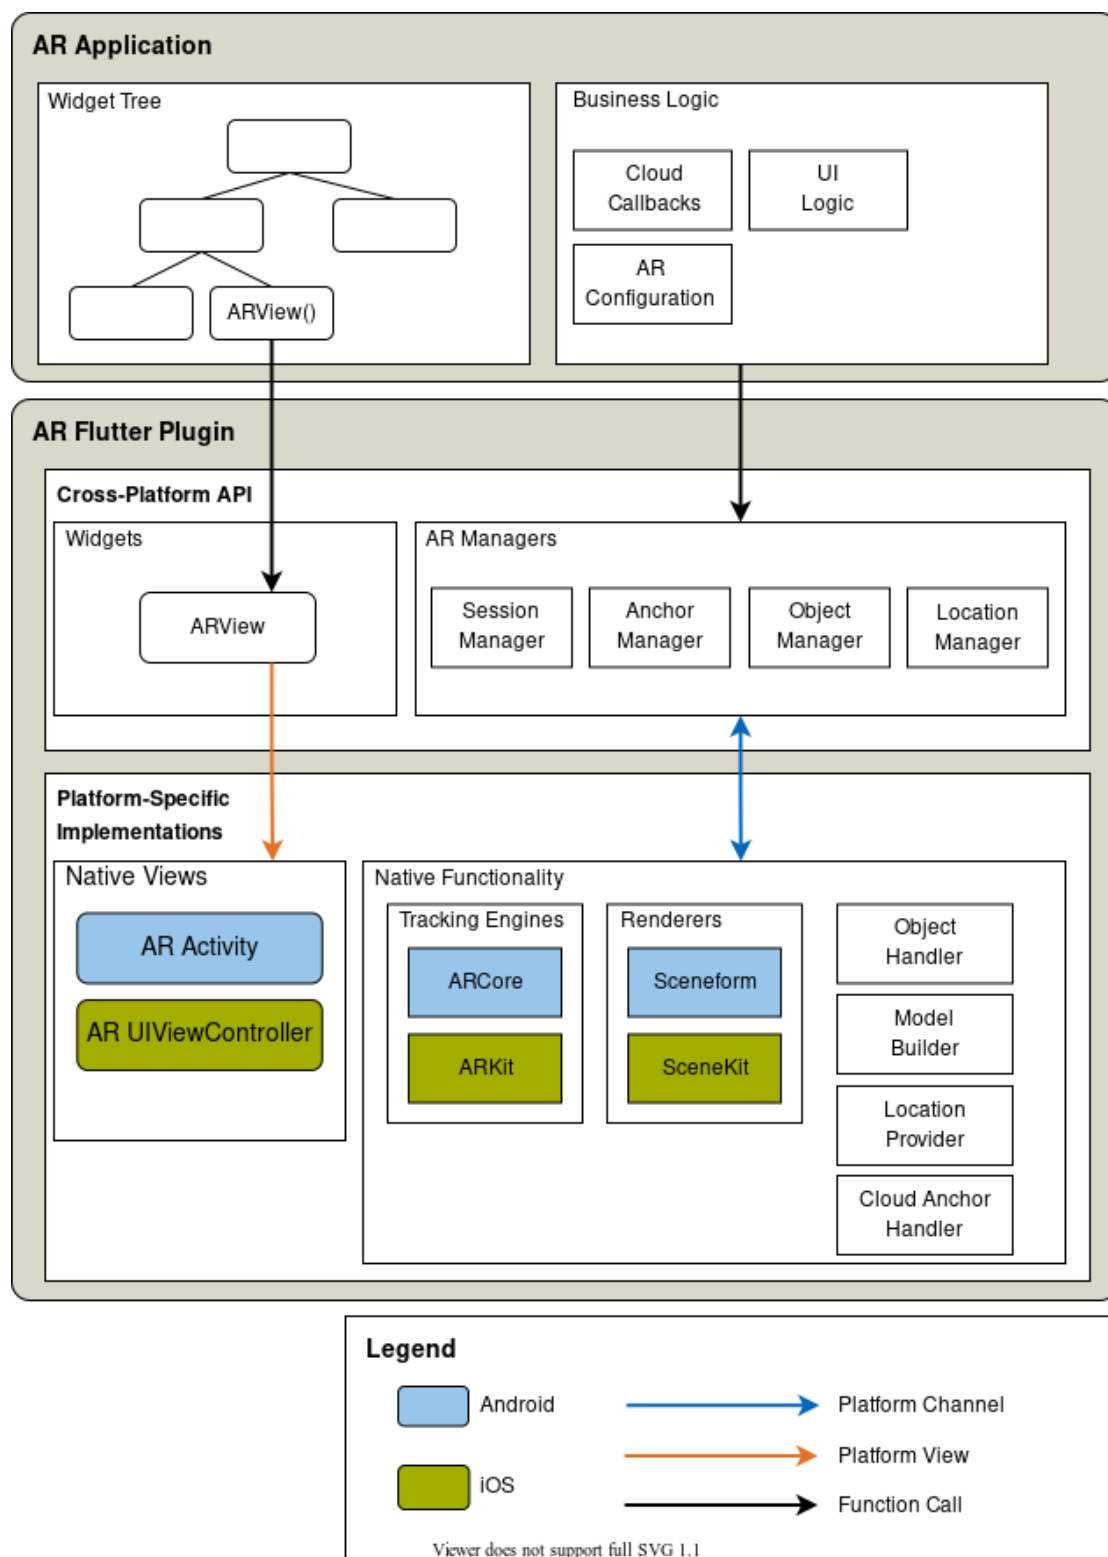 AR Application
Widget Tree
ARView()
Business Logic
Cloud
Callbacks
UI
Logic
AR
Configuration
AR Flutter Plugin
Cross-Platform API
Widgets
ARView
AR Managers
Session
Manager
Anchor
Manager
Object
Manager
Location
Manager
Platform-Specific
Implementations
Native Views
AR Activity
AR UIViewController
Native Functionality
Tracking Engines
ARCore
ARKit
Renderers
Sceneform
SceneKit
Object
Handler
Model
Builder
Location
Provider
Cloud Anchor
Handler
Legend
Android
iOS
Platform Channel
Platform View
Function Call
Viewer does not support full SVG 1.1